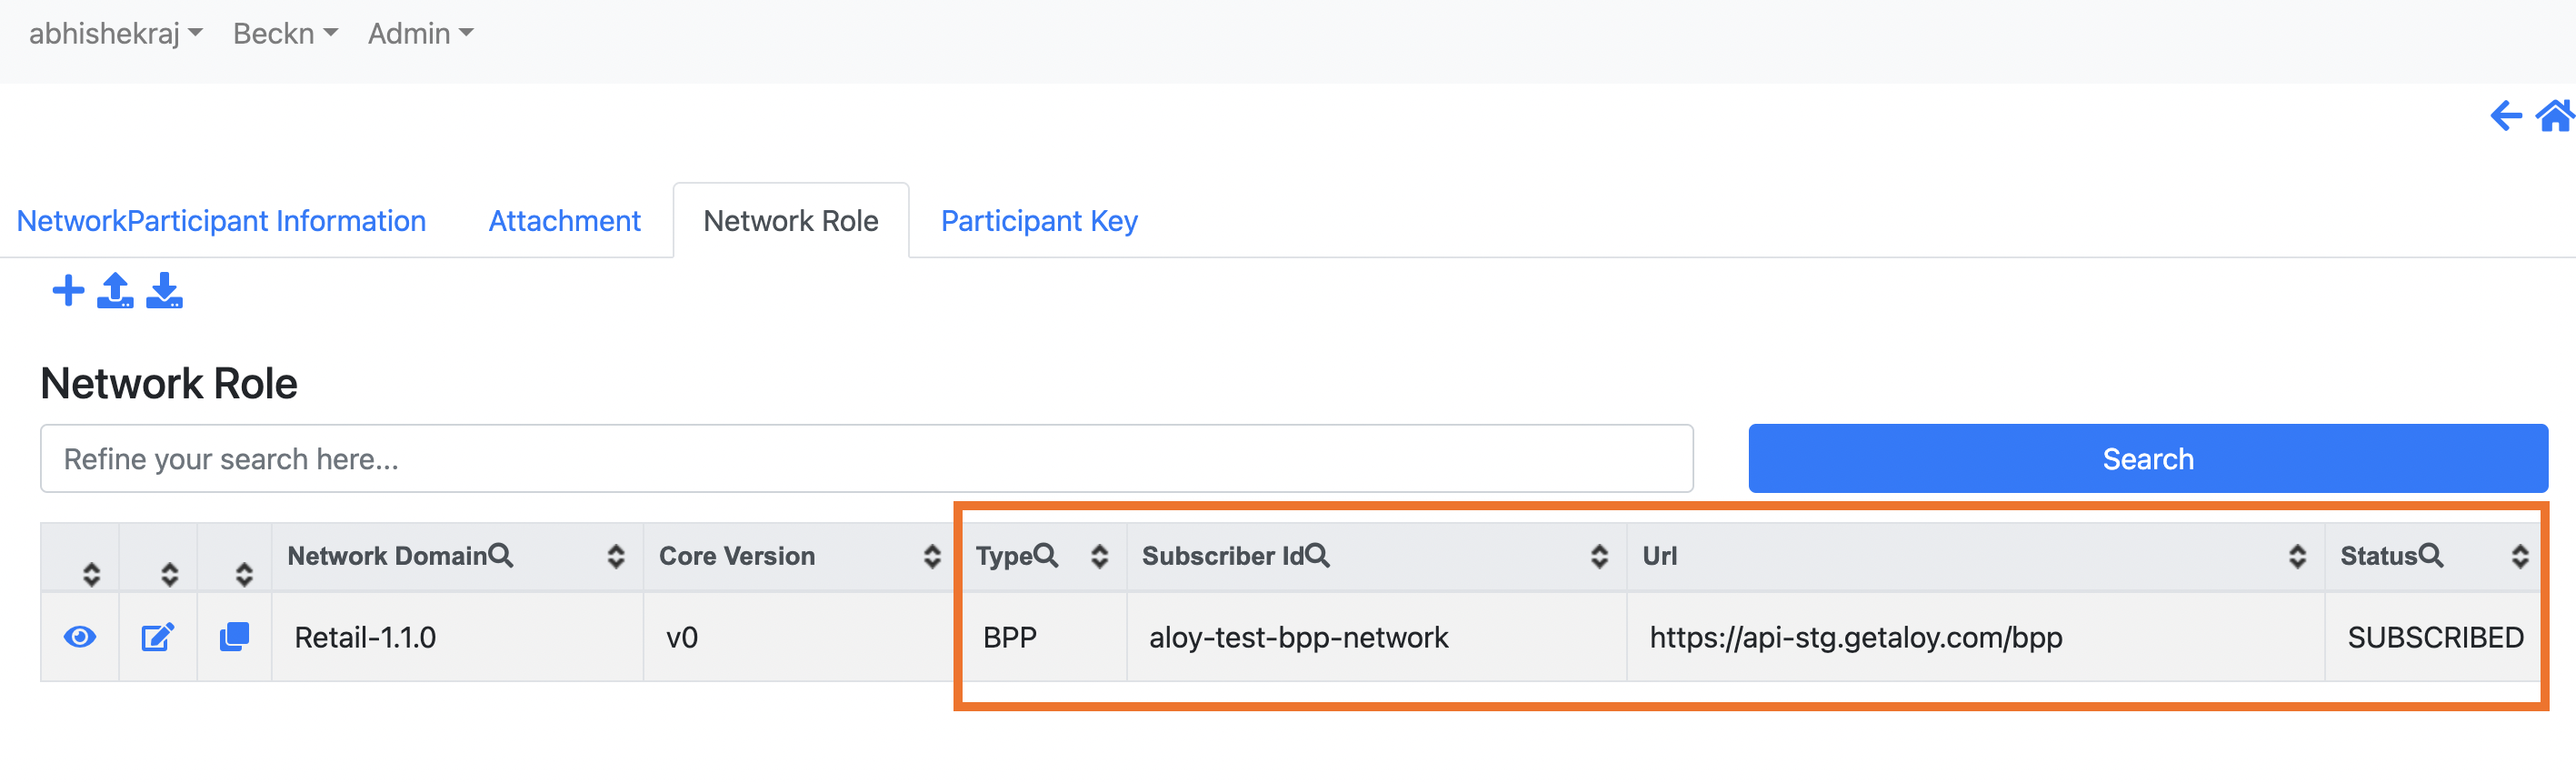 abhishekraj Beckn Admin
NetworkParticipant Information Attachment Network Role Participant Key
Network Role
Refine your search here... Search
Network Domain Core Version Type Subscriber Id Url Status
Retail-1.1.0 v0 BPP aloy-test-bpp-network https://api-stg.getaloy.com/bpp SUBSCRIBED